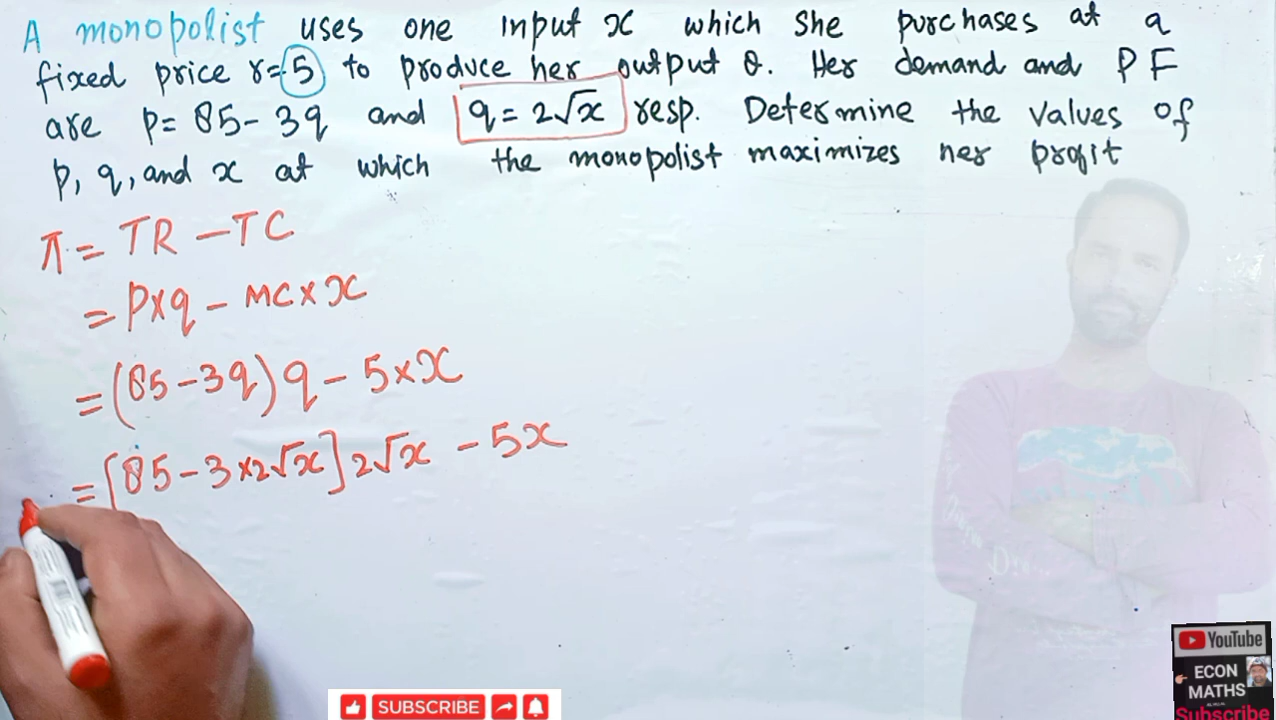 A monopolist uses one input x which she purchases at a
fixed price r=5 to produce her output Q. Her demand and PF
are p= 85-3q and q=2√x resp. Determine the values of
p, q, and x at which the monopolist maximizes her profit
π = TR - TC
= P×q - MC×x
= (85-3q) q - 5×x
= [85-3×2√x] 2√x - 5x
YouTube
ECON
MATHS
Subscribe
SUBSCRIBE